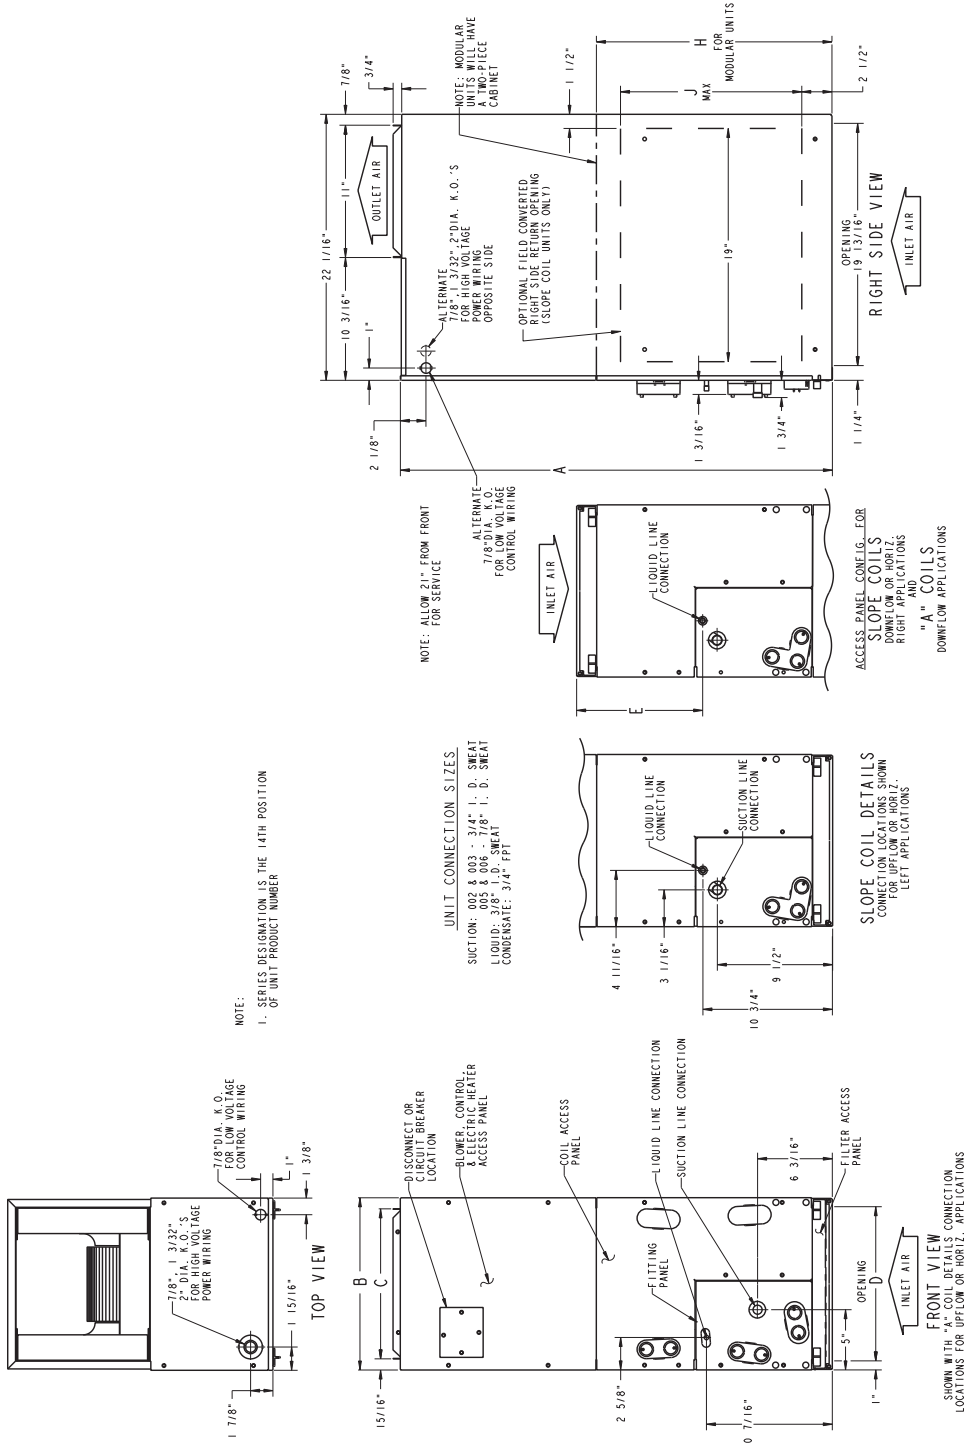 7/8" 1 3/32"
2" DIA. K.O.'S
FOR HIGH VOLTAGE
POWER WIRING
7/8" DIA. K.O.
FOR LOW VOLTAGE
CONTROL WIRING
1 7/8"
1 15/16"
1"
1 3/8"
TOP VIEW
NOTE:
1. SERIES DESIGNATION IS THE 14TH POSITION
OF UNIT PRODUCT NUMBER
15/16"
B
C
DISCONNECT OR
CIRCUIT BREAKER
LOCATION
BLOWER, CONTROL,
& ELECTRIC HEATER
ACCESS PANEL
COIL ACCESS
PANEL
FITTING
PANEL
LIQUID LINE CONNECTION
SUCTION LINE CONNECTION
2 5/8"
0 7/16"
6 3/16"
FILTER ACCESS
PANEL
5"
1"
OPENING
D
INLET AIR
FRONT VIEW
SHOWN WITH "A" COIL DETAILS CONNECTION
LOCATIONS FOR UPFLOW OR HORIZ. APPLICATIONS
UNIT CONNECTION SIZES
SUCTION: 002 & 003 - 3/4" I. D. SWEAT
005 & 006 - 7/8" I. D. SWEAT
LIQUID: 3/8" I.D. SWEAT
CONDENSATE: 3/4" FPT
LIQUID LINE
CONNECTION
SUCTION LINE
CONNECTION
4 11/16"
3 1/16"
9 1/2"
10 3/4"
SLOPE COIL DETAILS
CONNECTION LOCATIONS SHOWN
FOR UPFLOW OR HORIZ.
LEFT APPLICATIONS
NOTE: ALLOW 21" FROM FRONT
FOR SERVICE
INLET AIR
LIQUID LINE
CONNECTION
E
ACCESS PANEL CONFIG. FOR
SLOPE COILS
DOWNFLOW OR HORIZ.
RIGHT APPLICATIONS
AND
"A" COILS
DOWNFLOW APPLICATIONS
22 1/16"
10 3/16"
11"
7/8"
3/4"
1"
2 1/8"
OUTLET AIR
ALTERNATE
7/8", 1 3/32", 2"DIA. K.O.'S
FOR HIGH VOLTAGE
POWER WIRING
OPPOSITE SIDE
ALTERNATE
7/8"DIA. K.O.
FOR LOW VOLTAGE
CONTROL WIRING
NOTE: MODULAR
UNITS WILL HAVE
A TWO-PIECE
CABINET
OPTIONAL FIELD CONVERTED
RIGHT SIDE RETURN OPENING
(SLOPE COIL UNITS ONLY)
A
1 1/2"
H
FOR
MODULAR UNITS
J
MAX
2 1/2"
19"
1 3/16"
1 3/4"
1 1/4"
OPENING
19 13/16"
RIGHT SIDE VIEW
INLET AIR